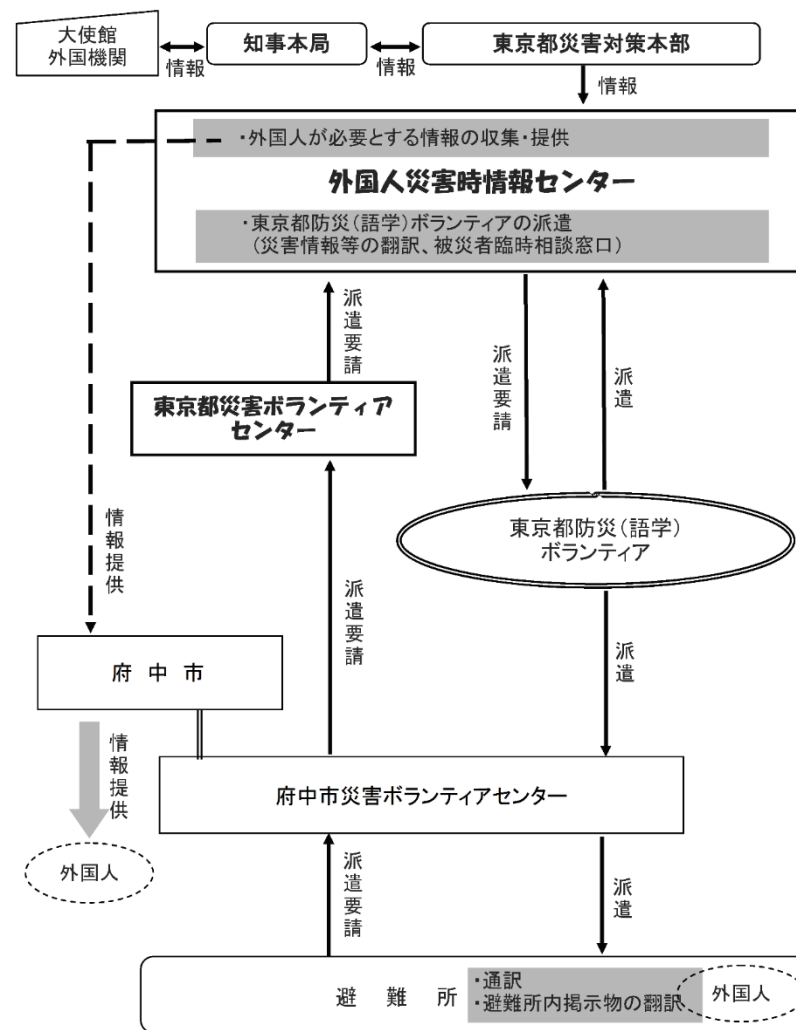 大使館
外国機関
知事本局
東京都災害対策本部
情報
情報
情報
・外国人が必要とする情報の収集・提供
外国人災害時情報センター
・東京都防災(語学)ボランティアの派遣
(災害情報等の翻訳、被災者臨時相談窓口)
派遣要請
派遣要請
派遣
東京都災害ボランティア
センター
東京都防災(語学)
ボランティア
情報提供
派遣要請
派遣
府中市
情報提供
府中市災害ボランティアセンター
外国人
派遣要請
派遣
避難所
・通訳
・避難所内掲示物の翻訳
外国人